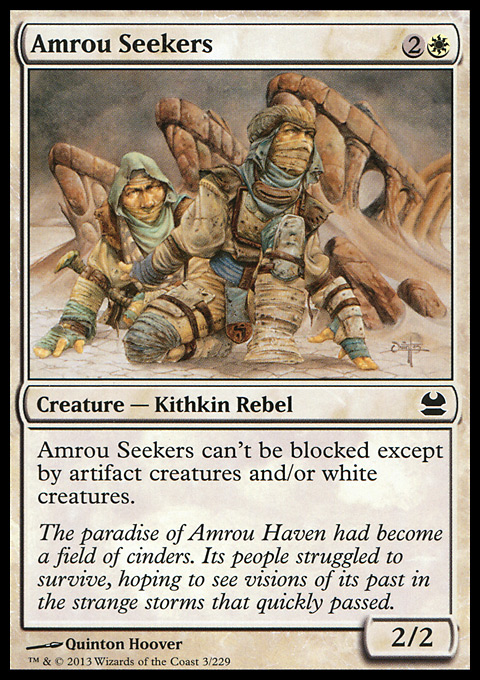 Amrou Seekers 2
Creature — Kithkin Rebel
Amrou Seekers can't be blocked except
by artifact creatures and/or white
creatures.
The paradise of Amrou Haven had become
a field of cinders. Its people struggled to
survive, hoping to see visions of its past in
the strange storms that quickly passed.
Quinton Hoover
2/2
™ & © 2013 Wizards of the Coast 3/229